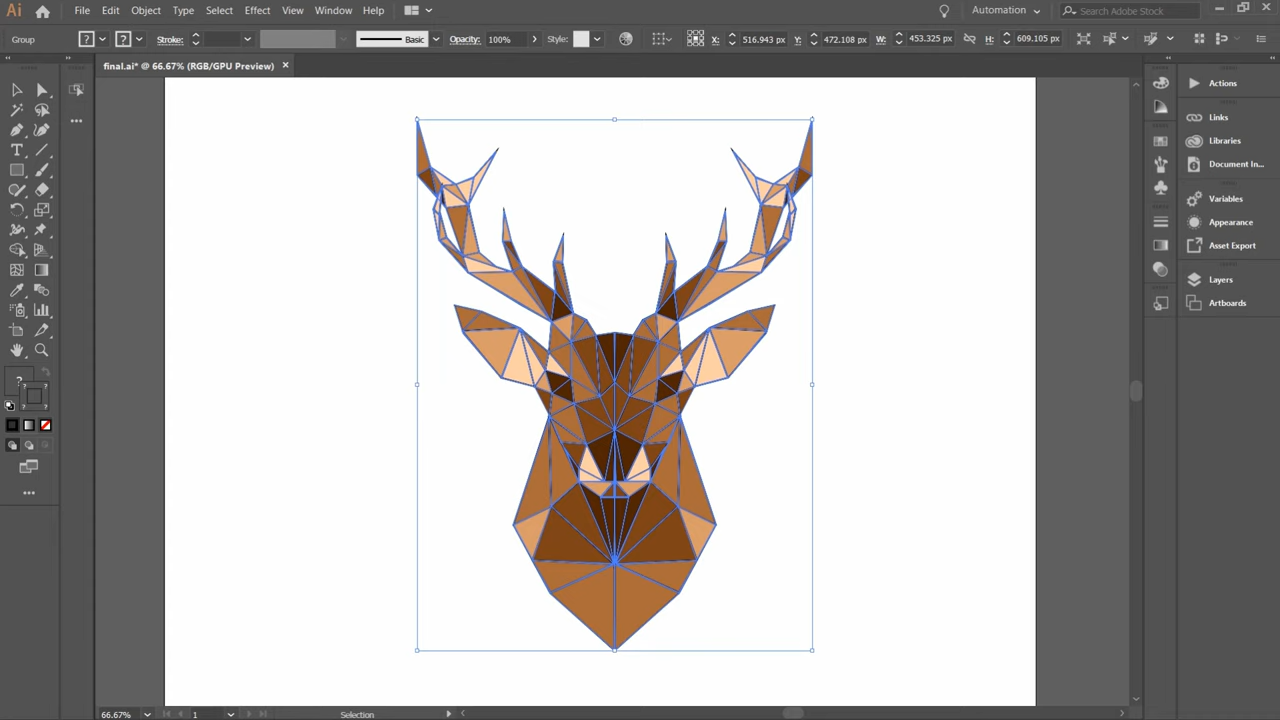 Ai File Edit Object Type Select Effect View Window Help Automation Search Adobe Stock
Group ? ? Stroke: Basic Opacity: 100% Style: X: 516.943 px Y: 472.108 px W: 453.325 px H: 609.105 px
final.ai* @ 66.67% (RGB/GPU Preview) ×
Actions
Links
Libraries
Document In...
Variables
Appearance
Asset Export
Layers
Artboards
T
?
? ?
? ?
66.67% 1 Selection